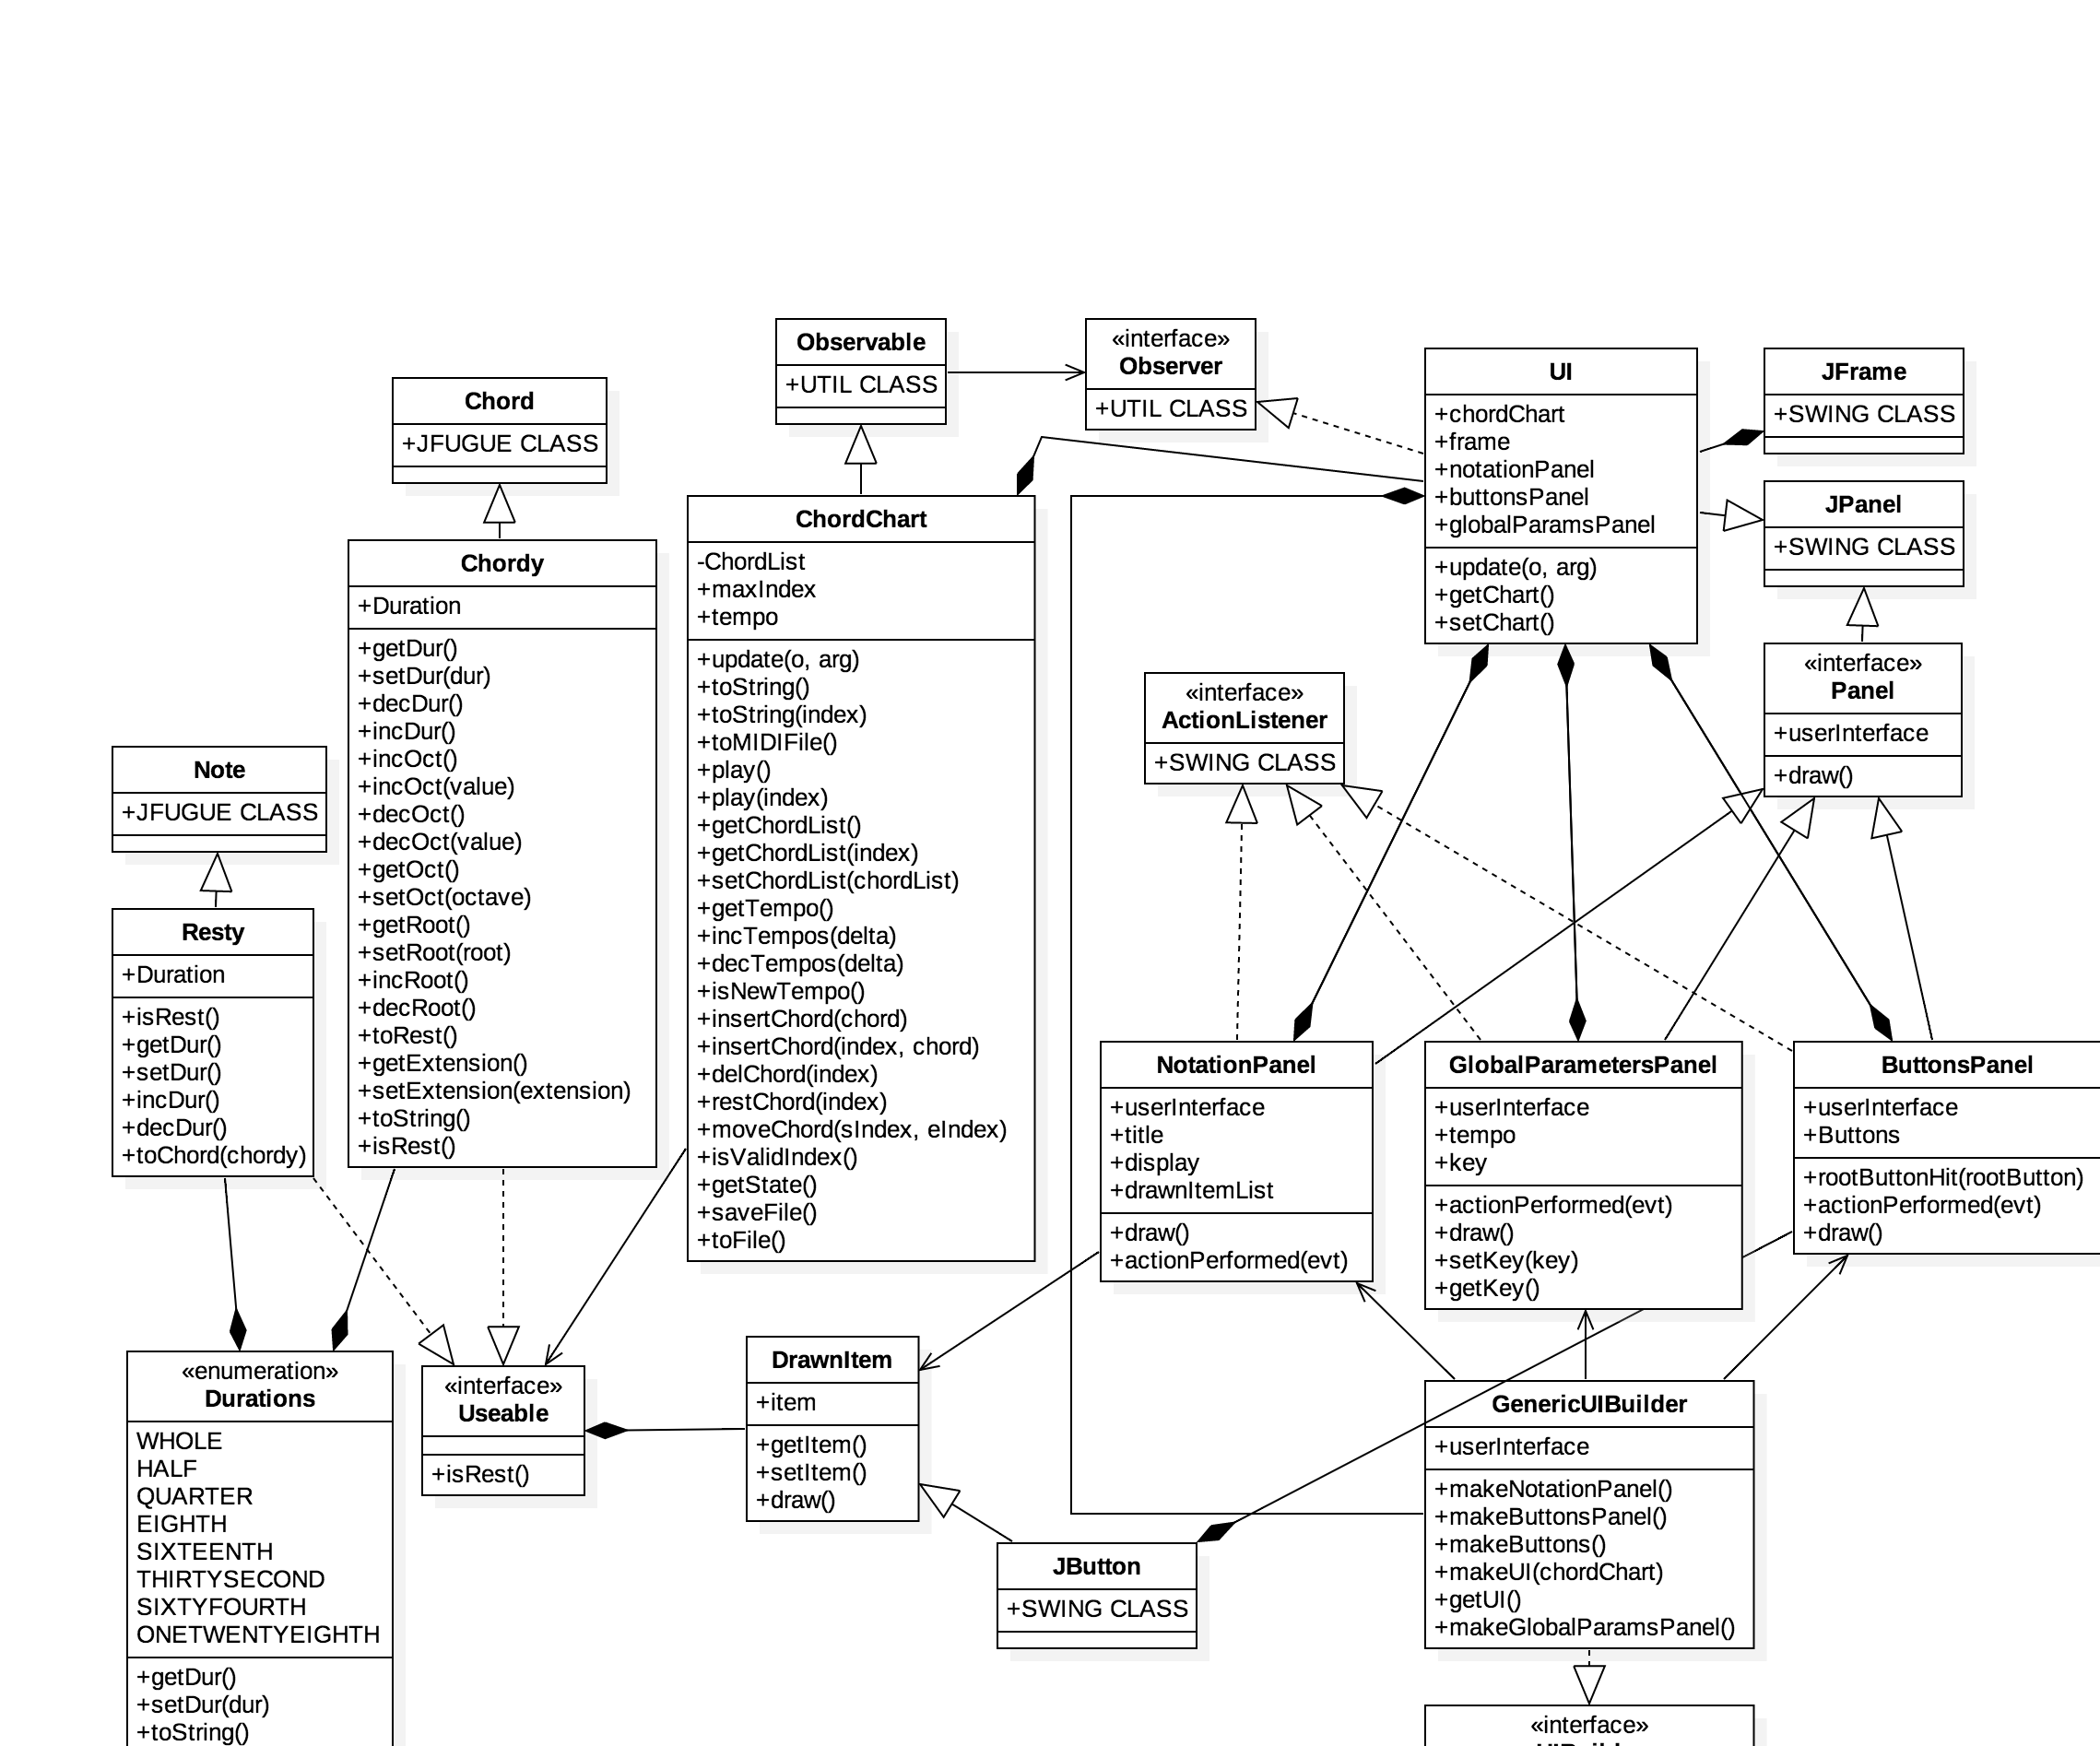 Observable
+UTIL CLASS
«interface»
Observer
+UTIL CLASS
UI
+chordChart
+frame
+notationPanel
+buttonsPanel
+globalParamsPanel
+update(o, arg)
+getChart()
+setChart()
JFrame
+SWING CLASS
JPanel
+SWING CLASS
«interface»
Panel
+userInterface
+draw()
Chord
+JFUGUE CLASS
Chordy
+Duration
+getDur()
+setDur(dur)
+decDur()
+incDur()
+incOct()
+incOct(value)
+decOct()
+decOct(value)
+getOct()
+setOct(octave)
+getRoot()
+setRoot(root)
+incRoot()
+decRoot()
+toRest()
+getExtension()
+setExtension(extension)
+toString()
+isRest()
ChordChart
-ChordList
+maxIndex
+tempo
+update(o, arg)
+toString()
+toString(index)
+toMIDIFile()
+play()
+play(index)
+getChordList()
+getChordList(index)
+setChordList(chordList)
+getTempo()
+incTempos(delta)
+decTempos(delta)
+isNewTempo()
+insertChord(chord)
+insertChord(index, chord)
+delChord(index)
+restChord(index)
+moveChord(sIndex, eIndex)
+isValidIndex()
+getState()
+saveFile()
+toFile()
«interface»
ActionListener
+SWING CLASS
Note
+JFUGUE CLASS
Resty
+Duration
+isRest()
+getDur()
+setDur()
+incDur()
+decDur()
+toChord(chordy)
NotationPanel
+userInterface
+title
+display
+drawnItemList
+draw()
+actionPerformed(evt)
GlobalParametersPanel
+userInterface
+tempo
+key
+actionPerformed(evt)
+draw()
+setKey(key)
+getKey()
ButtonsPanel
+userInterface
+Buttons
+rootButtonHit(rootButton)
+actionPerformed(evt)
+draw()
«enumeration»
Durations
WHOLE
HALF
QUARTER
EIGHTH
SIXTEENTH
THIRTYSECOND
SIXTYFOURTH
ONETWENTYEIGHTH
+getDur()
+setDur(dur)
+toString()
«interface»
Useable
+isRest()
DrawnItem
+item
+getItem()
+setItem()
+draw()
JButton
+SWING CLASS
GenericUIBuilder
+userInterface
+makeNotationPanel()
+makeButtonsPanel()
+makeButtons()
+makeUI(chordChart)
+getUI()
+makeGlobalParamsPanel()
«interface»